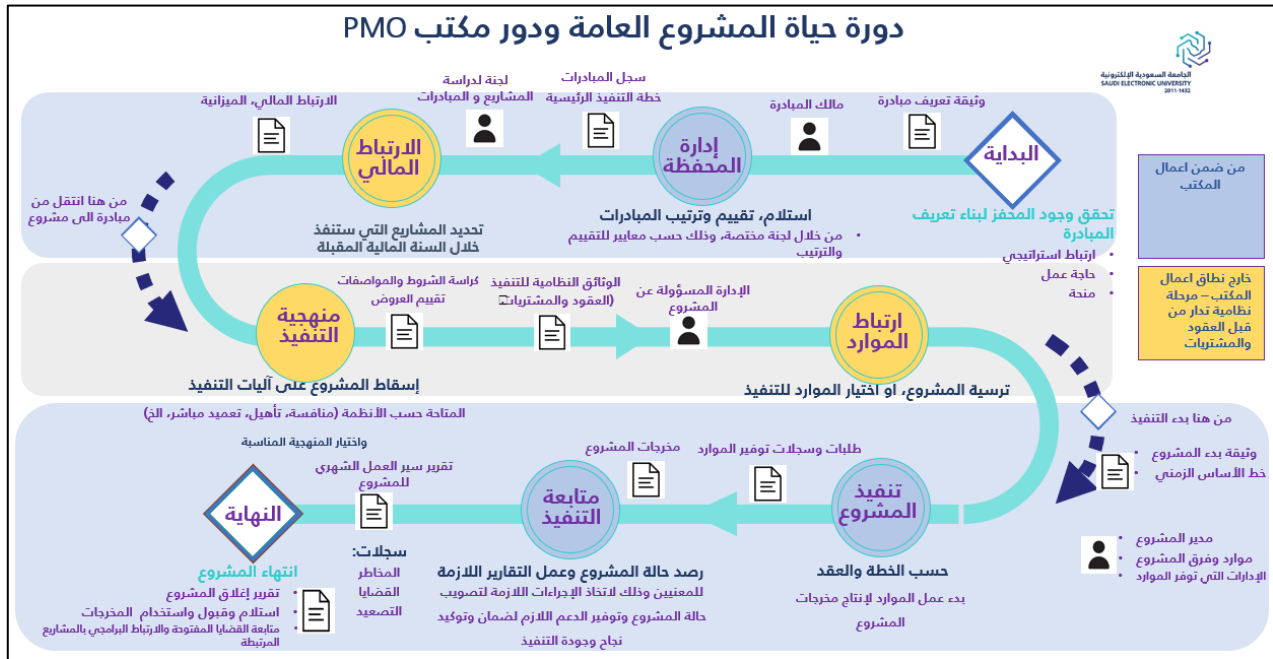 دورة حياة المشروع العامة ودور مكتب PMO
الجامعة السعودية الإلكترونية
SAUDI ELECTRONIC UNIVERSITY
2011-1432
وثيقة تعريف مبادرة
مالك المبادرة
سجل المبادرات
خطة التنفيذ الرئيسية
لجنة لدراسة
المشاريع و المبادرات
الارتباط المالي، الميزانية
البداية
إدارة
المحفظة
الارتباط
المالي
من ضمن اعمال
المكتب
من هنا انتقل من
مبادرة الى مشروع
تحقق وجود المحفز لبناء تعريف
المبادرة
• ارتباط استراتيجي
• حاجة عمل
• منحة
استلام، تقييم وترتيب المبادرات
• من خلال لجنة مختصة، وذلك حسب معايير للتقييم
والترتيب
تحديد المشاريع التي ستنفذ
خلال السنة المالية المقبلة
خارج نطاق اعمال
المكتب – مرحلة
نظامية تدار من
قبل العقود
والمشتريات
كراسة الشروط والمواصفات
تقييم العروض
الوثائق النظامية للتنفيذ
(العقود والمشتريات
الإدارة المسؤولة عن
المشروع
منهجية
التنفيذ
ارتباط
الموارد
إسقاط المشروع على آليات التنفيذ
المتاحة حسب الأنظمة (منافسة، تأهيل، تعميد مباشر، الخ)
واختيار المنهجية المناسبة
ترسية المشروع، او اختيار الموارد للتنفيذ
من هنا بدء التنفيذ
• وثيقة بدء المشروع
• خط الأساس الزمني
• مدير المشروع
• موارد وفرق المشروع
• الإدارات التي توفر الموارد
طلبات وسجلات توفير الموارد
مخرجات المشروع
تقرير سير العمل الشهري
للمشروع
تنفيذ
المشروع
متابعة
التنفيذ
النهاية
حسب الخطة والعقد
بدء عمل الموارد لإنتاج مخرجات
المشروع
رصد حالة المشروع وعمل التقارير اللازمة
للمعنيين وذلك لاتخاذ الإجراءات اللازمة لتصويب
حالة المشروع وتوفير الدعم اللازم لضمان وتوكيد
نجاح وجودة التنفيذ
سجلات:
المخاطر
القضايا
التصعيد
انتهاء المشروع
• تقرير إغلاق المشروع
• استلام وقبول واستخدام المخرجات
• متابعة القضايا المفتوحة والارتباط البرامجي بالمشاريع
المرتبطة